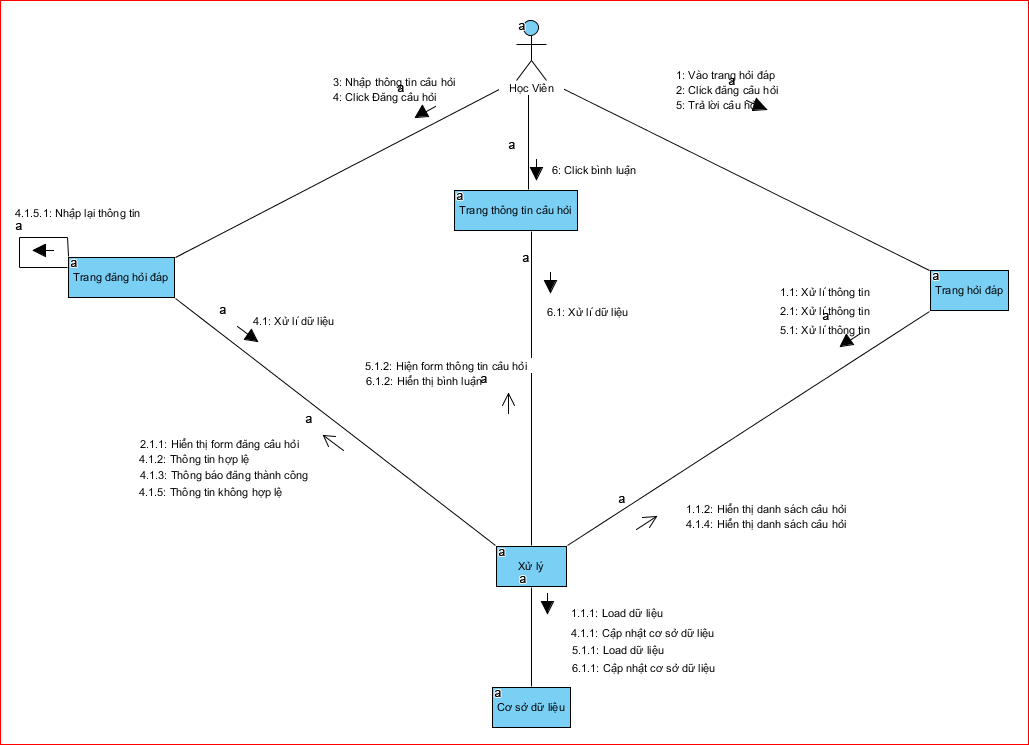 a
Học Viên
3: Nhập thông tin câu hỏi
4: Click Đăng câu hỏi
a
1: Vào trang hỏi đáp
a
2: Click đăng câu hỏi
5: Trả lời câu hỏi
a
6: Click bình luận
4.1.5.1: Nhập lại thông tin
a
a
Trang đăng hỏi đáp
a
Trang thông tin câu hỏi
a
Trang hỏi đáp
a
4.1: Xử lí dữ liệu
a
6.1: Xử lí dữ liệu
1.1: Xử lí thông tin
2.1: Xử lí thông tin
a
5.1: Xử lí thông tin
5.1.2: Hiện form thông tin câu hỏi
6.1.2: Hiển thị bình luận
a
a
2.1.1: Hiển thị form đăng câu hỏi
4.1.2: Thông tin hợp lệ
4.1.3: Thông báo đăng thành công
4.1.5: Thông tin không hợp lệ
a
1.1.2: Hiển thị danh sách câu hỏi
4.1.4: Hiển thị danh sách câu hỏi
a
Xử lý
a
1.1.1: Load dữ liệu
4.1.1: Cập nhật cơ sở dữ liệu
5.1.1: Load dữ liệu
6.1.1: Cập nhật cơ sở dữ liệu
a
Cơ sở dữ liệu